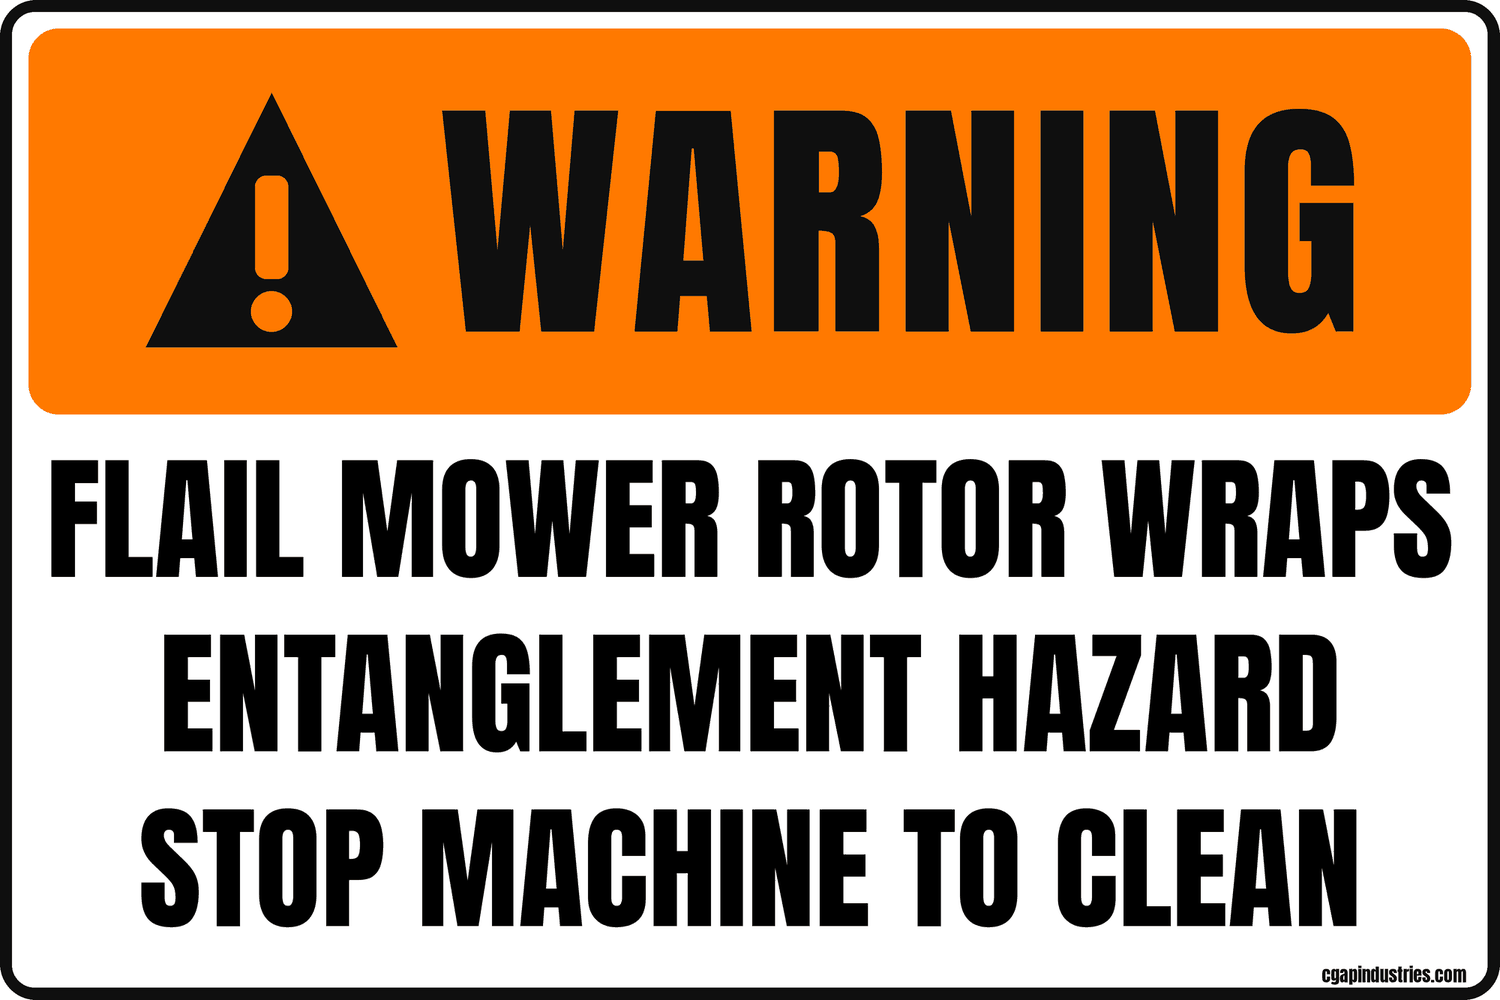 WARNING
FLAIL MOWER ROTOR WRAPS
ENTANGLEMENT HAZARD
STOP MACHINE TO CLEAN
cgapindustries.com